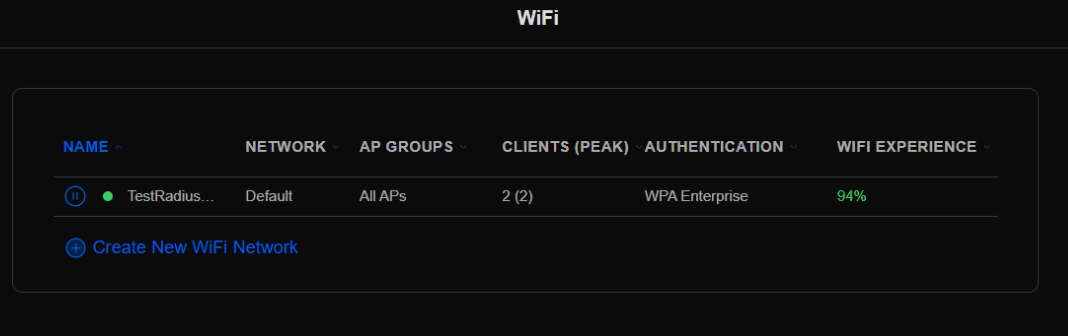 WiFi
NAME NETWORK AP GROUPS CLIENTS (PEAK) AUTHENTICATION WIFI EXPERIENCE
TestRadius... Default All APs 2 (2) WPA Enterprise 94%
Create New WiFi Network